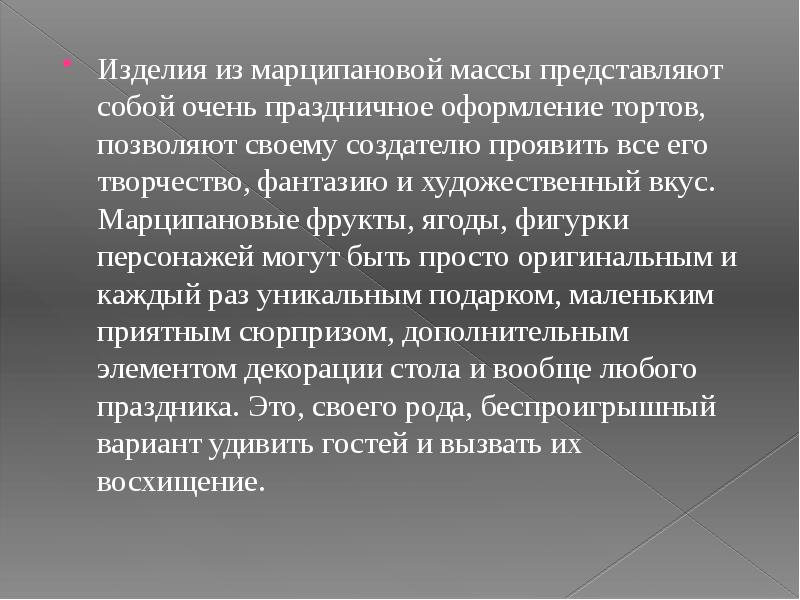 Изделия из марципановой массы представляют
собой очень праздничное оформление тортов,
позволяют своему создателю проявить все его
творчество, фантазию и художественный вкус.
Марципановые фрукты, ягоды, фигурки
персонажей могут быть просто оригинальным и
каждый раз уникальным подарком, маленьким
приятным сюрпризом, дополнительным
элементом декорации стола и вообще любого
праздника. Это, своего рода, беспроигрышный
вариант удивить гостей и вызвать их
восхищение.